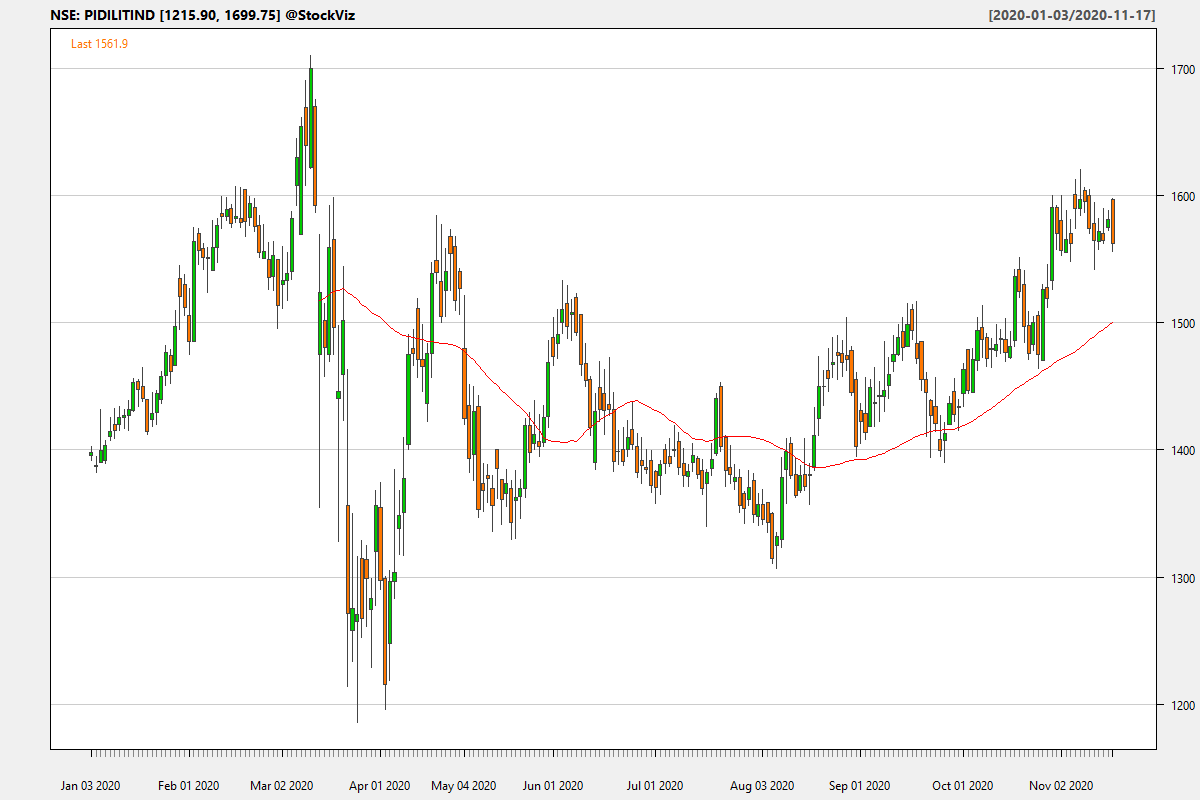 NSE: PIDILITIND [1215.90, 1699.75] @StockViz [2020-01-03/2020-11-17]
Last 1561.9
1700
1600
1500
1400
1300
1200
Jan 03 2020 Feb 01 2020 Mar 02 2020 Apr 01 2020 May 04 2020 Jun 01 2020 Jul 01 2020 Aug 03 2020 Sep 01 2020 Oct 01 2020 Nov 02 2020